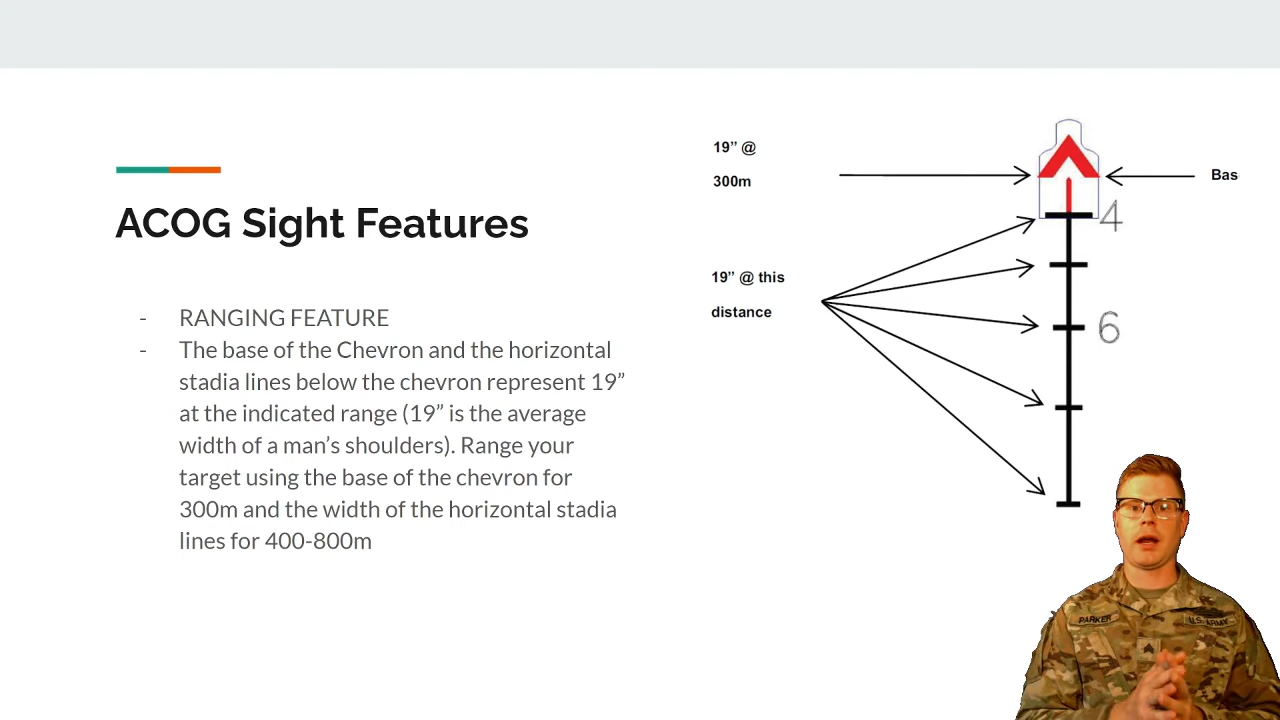 ACOG Sight Features
- RANGING FEATURE
- The base of the Chevron and the horizontal
stadia lines below the chevron represent 19”
at the indicated range (19” is the average
width of a man’s shoulders). Range your
target using the base of the chevron for
300m and the width of the horizontal stadia
lines for 400-800m
19” @
300m
Bas
4
19” @ this
distance
6
PARKER
U.S. ARMY